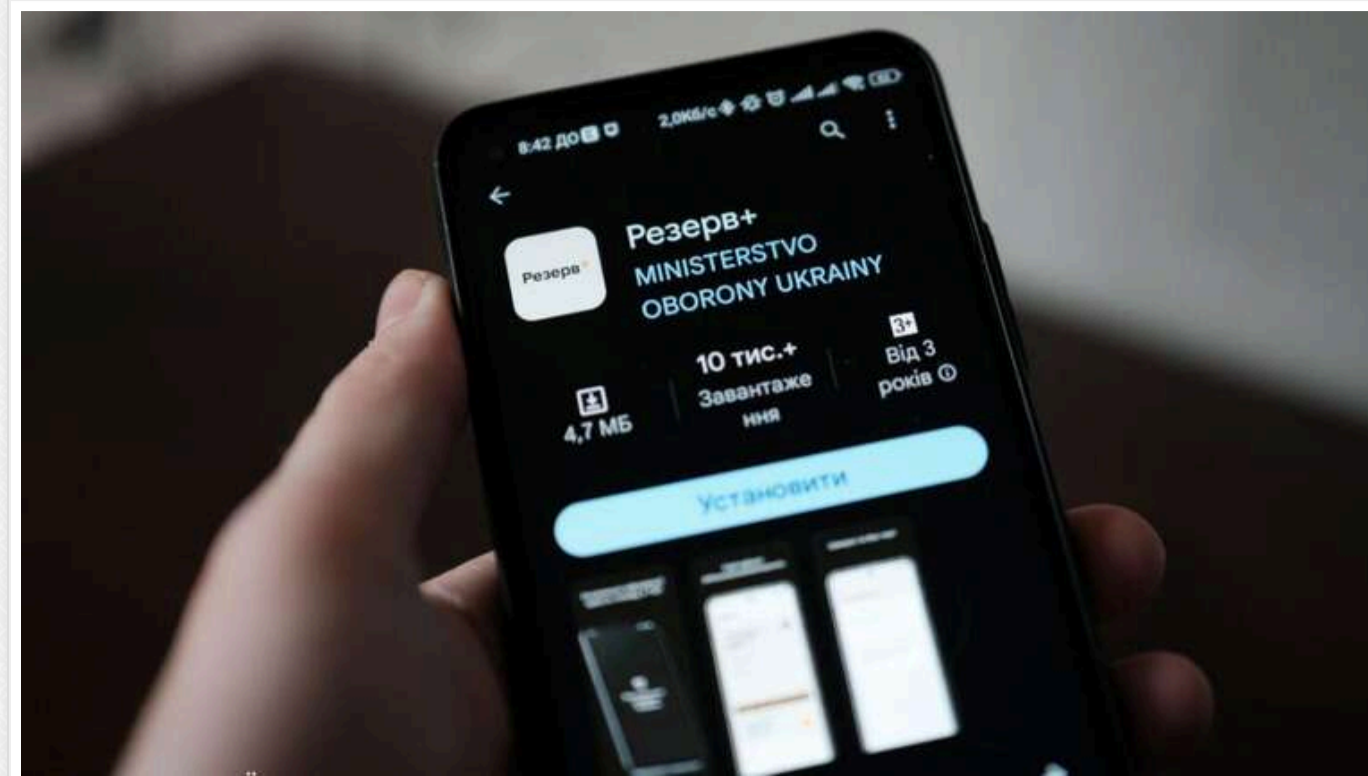 8:42 ДО
2,0Кб/с
Резерв+
MINISTERSTVO
OBORONY UKRAINY
Резерв+
4,7 МБ
10 тис.+
Завантаже
ння
3+
Від 3
років
Установити